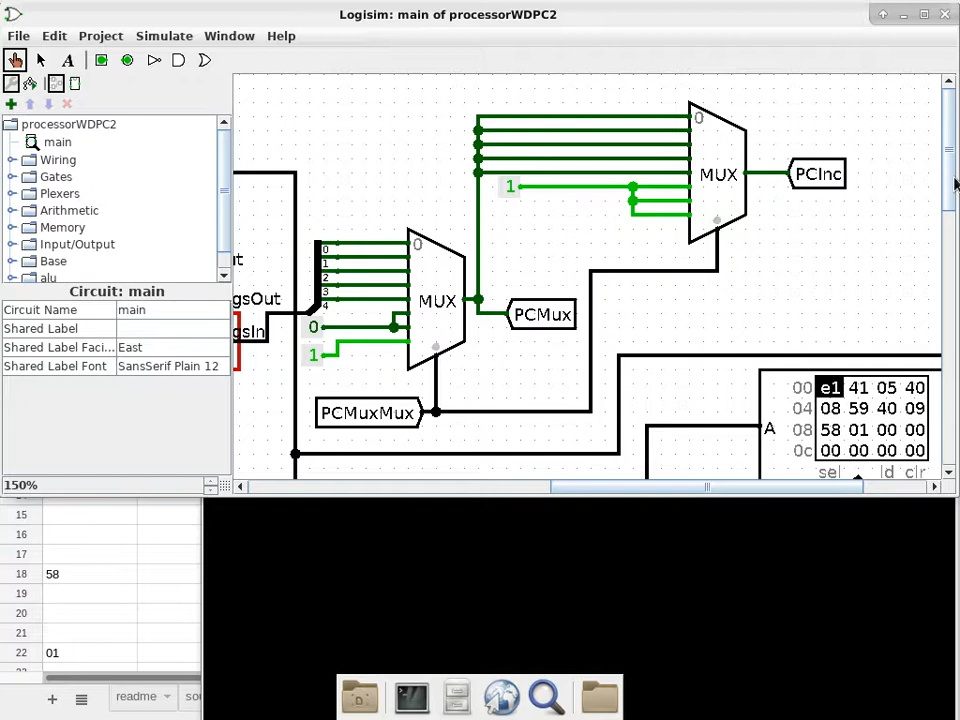 Logisim: main of processorWDPC2
File Edit Project Simulate Window Help
A
processorWDPC2
main
Wiring
Gates
Plexers
Arithmetic
Memory
Input/Output
Base
alu
Circuit: main
Circuit Name main
Shared Label
Shared Label Faci... East
Shared Label Font SansSerif Plain 12
150%
0
MUX
PCInc
1
0
0
1
2
3
4
MUX
PCMux
gsOut
gsIn
0
1
PCMuxMux
A
00 e1 41 05 40
04 08 59 40 09
08 58 01 00 00
0c 00 00 00 00
sel ld clr
15
16
17
18 58
19
20
21
22 01
readme
so
D